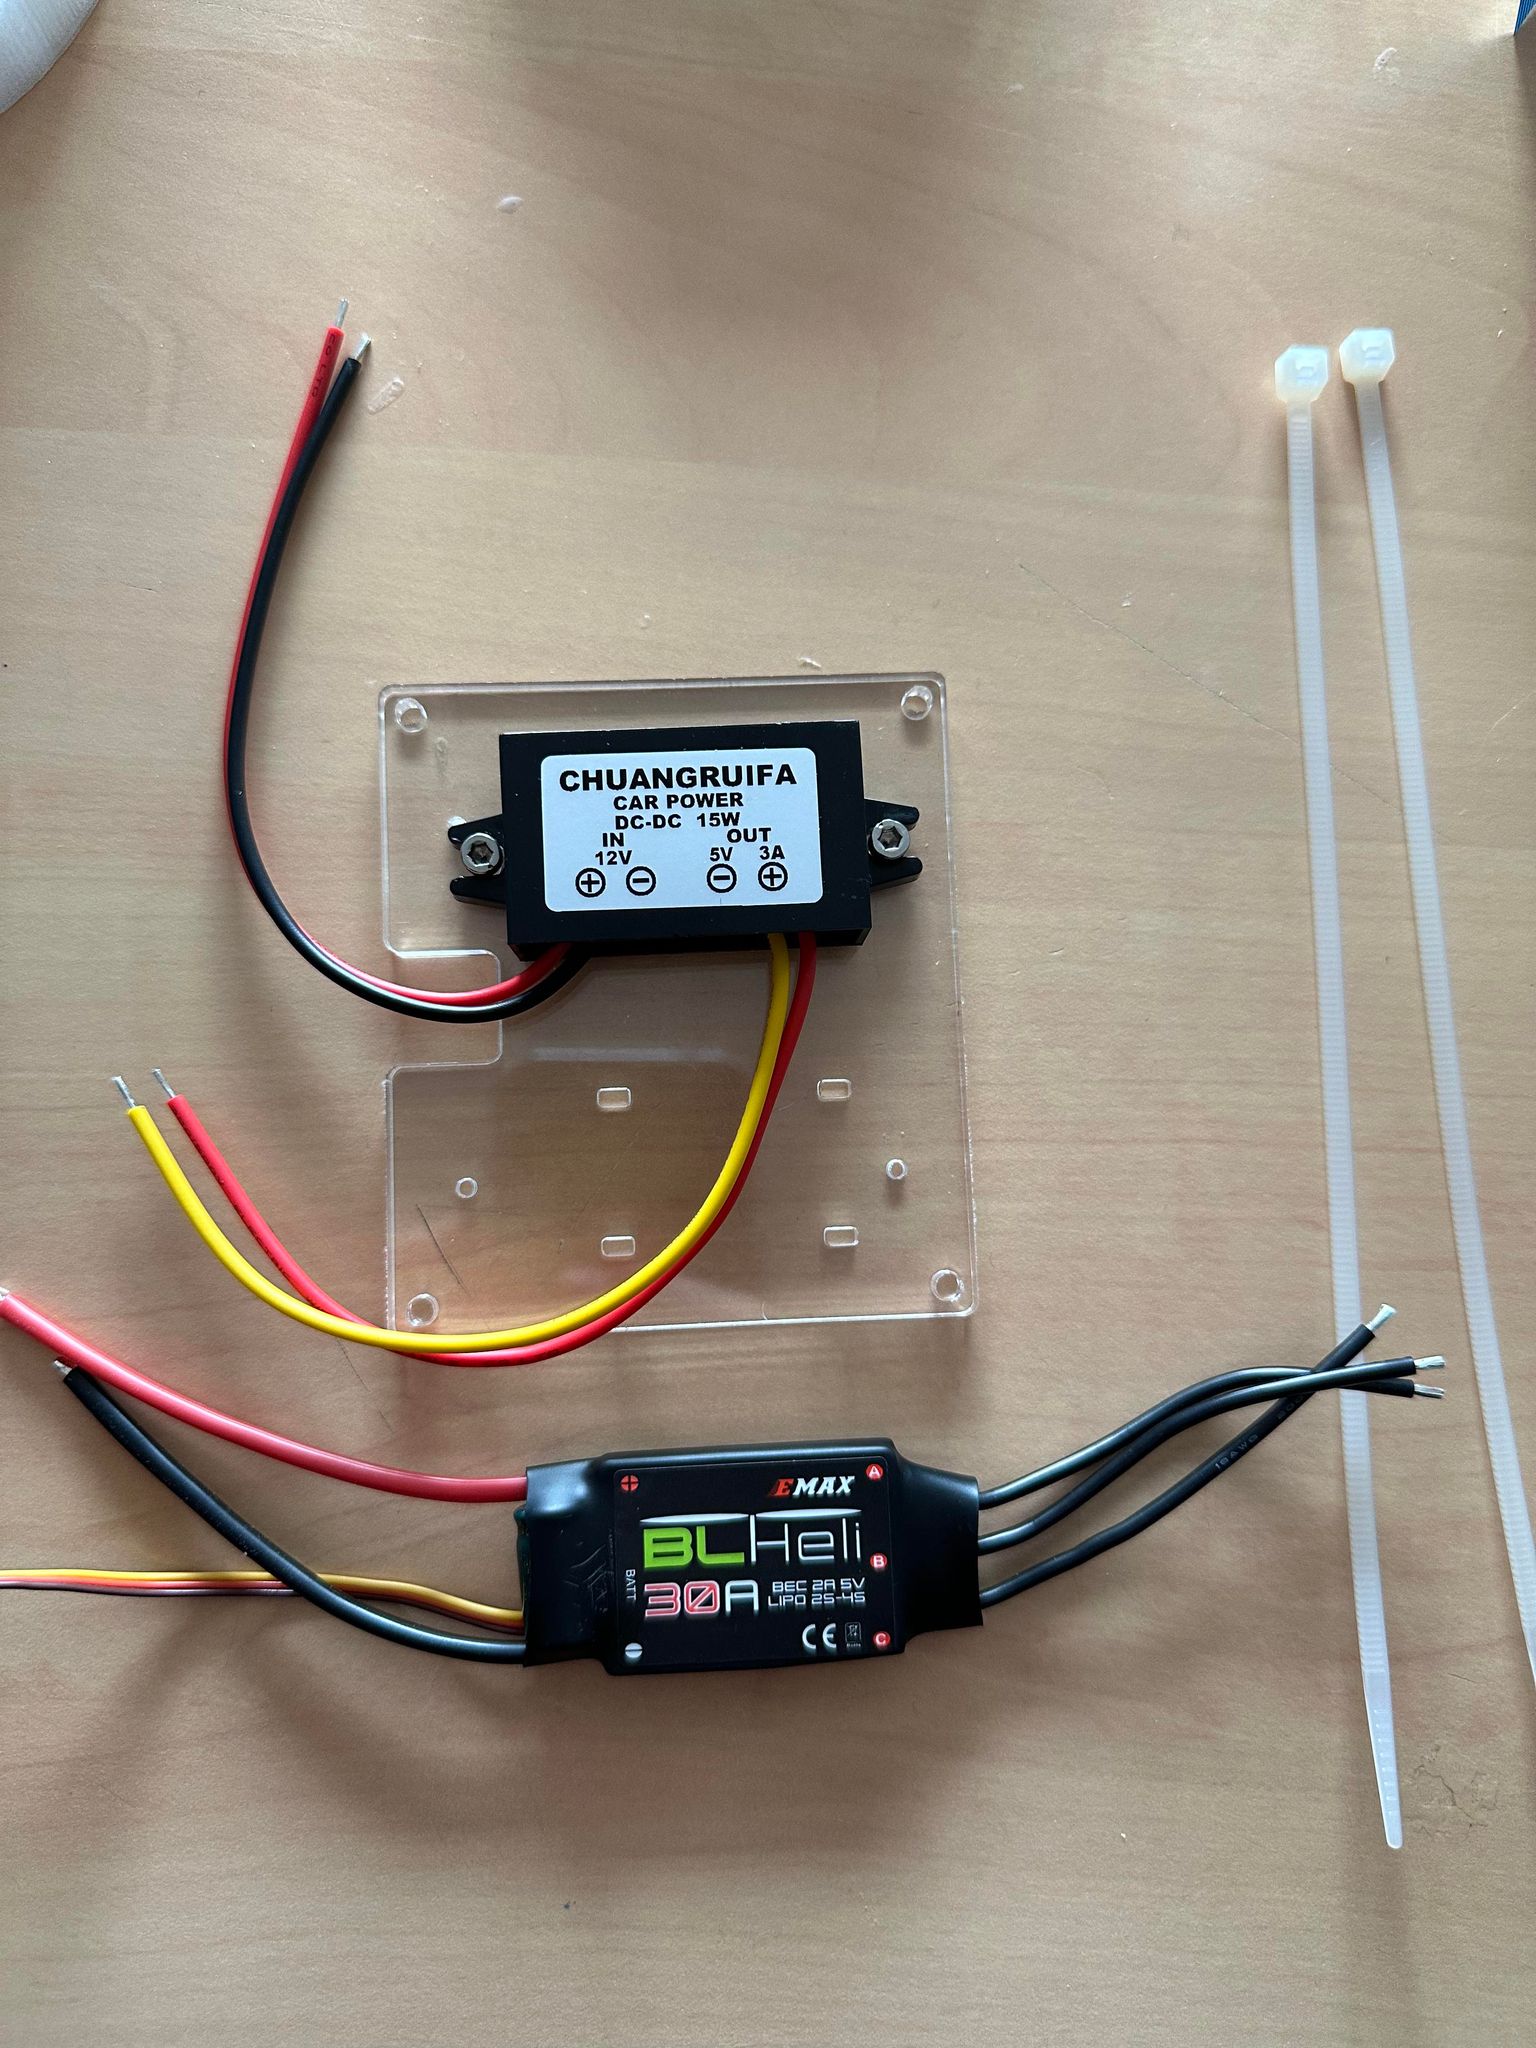 CHUANGRUIFA
CAR POWER
DC-DC 15W
IN OUT
12V 5V 3A
+ - - +
EMAX
A
BLHeli
B
BATT
30A
BEC 2A 5V
LIPO 2S-4S
CE
C
18AWG